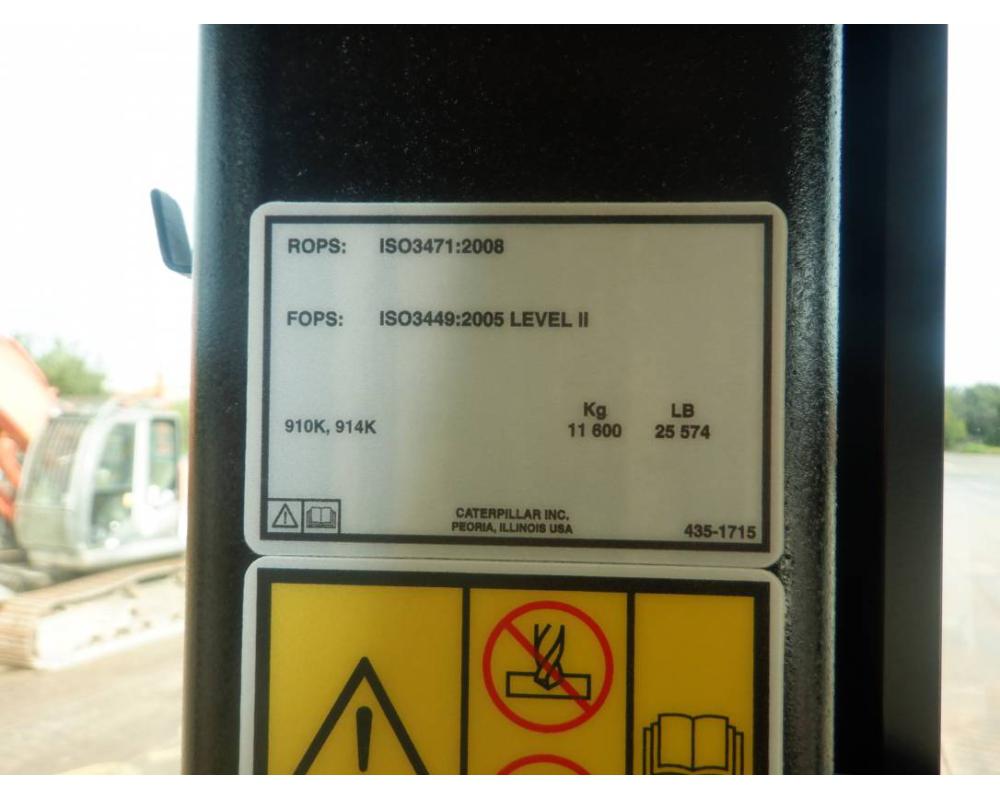 ROPS: ISO3471:2008
FOPS: ISO3449:2005 LEVEL II
Kg LB
910K, 914K 11 600 25 574
CATERPILLAR INC,
PEORIA, ILLINOIS USA
435-1715